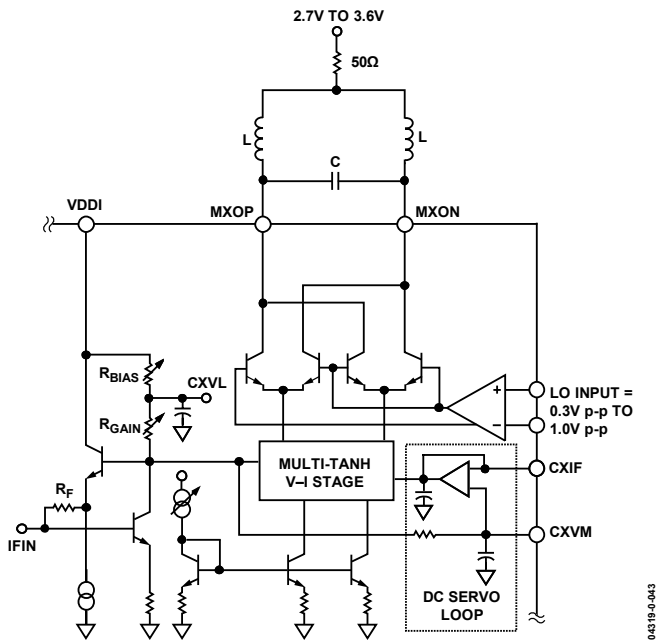 2.7V TO 3.6V
50Ω
L
L
C
VDDI
MXOP
MXON
RBIAS
CXVL
RGAIN
+
LO INPUT =
0.3V p-p TO
1.0V p-p
–
MULTI-TANH
V–I STAGE
CXIF
RF
CXVM
IFIN
DC SERVO
LOOP
04319-0-043